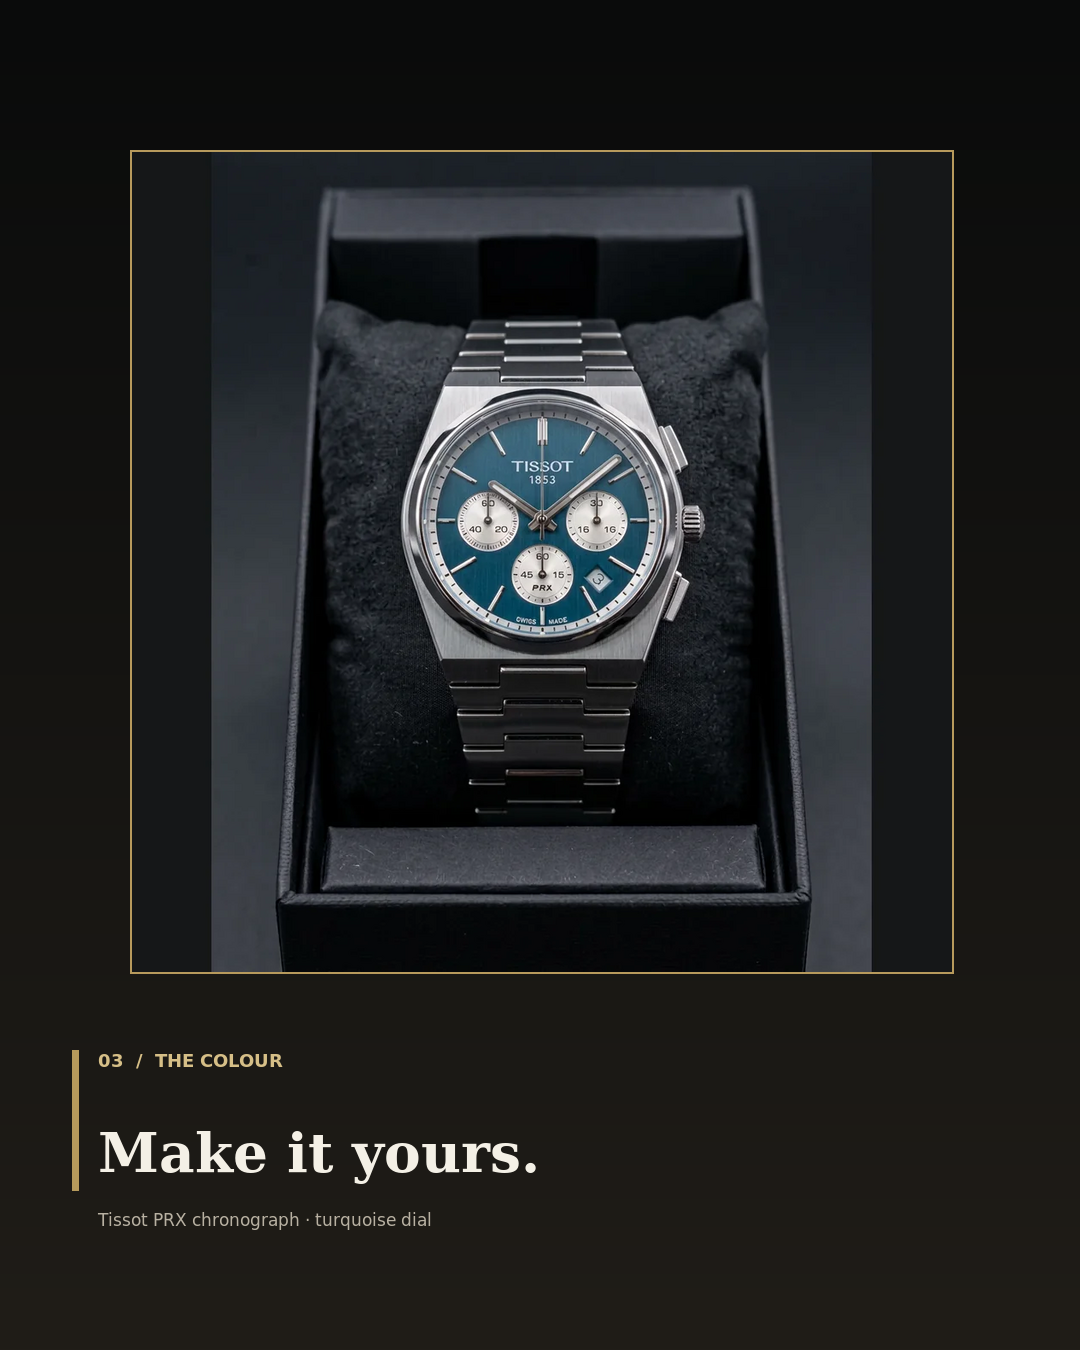 TISSOT
1853
60
40 20
30
16 16
60
45 15
PRX
3
SWISS MADE
03 / THE COLOUR
Make it yours.
Tissot PRX chronograph · turquoise dial